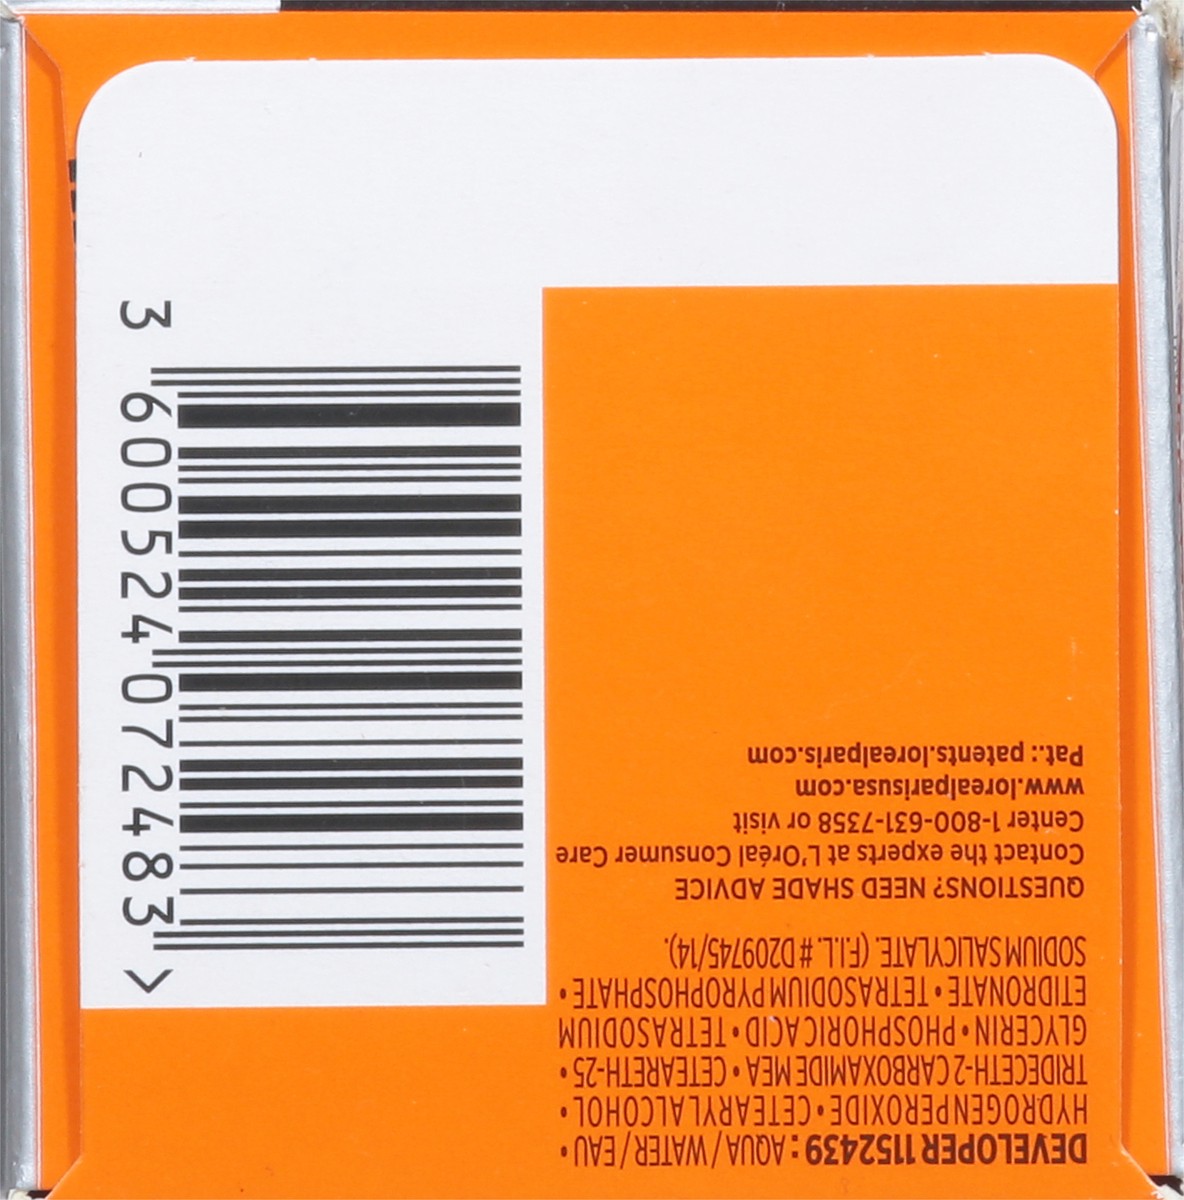 DEVELOPER 1152439 : AQUA / WATER / EAU •
HYDROGEN PEROXIDE • CETEARYL ALCOHOL •
TRIDECETH-2 CARBOXAMIDE MEA • CETEARETH-25 •
GLYCERIN • PHOSPHORIC ACID • TETRASODIUM
ETIDRONATE • TETRASODIUM PYROPHOSPHATE •
SODIUM SALICYLATE. (F.I.L. # D209745/14).
QUESTIONS? NEED SHADE ADVICE
Contact the experts at L'Oréal Consumer Care
Center 1-800-631-7358 or visit
www.lorealparisusa.com
Pat.: patents.lorealparis.com
3 600524 072483 >